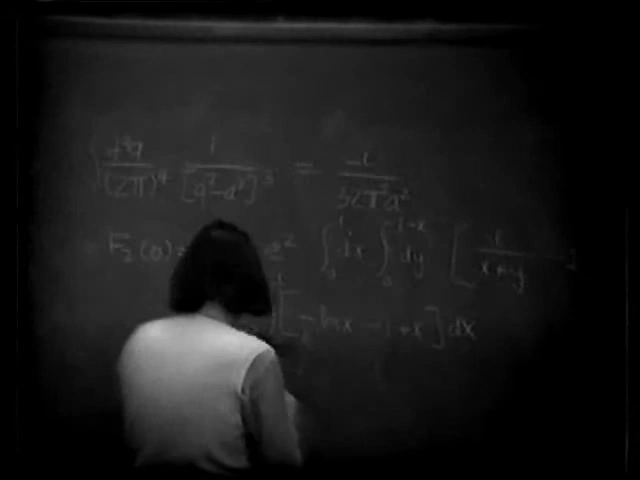 ∫ d⁴q/(2π)⁴ 1/[q²-a²]³ = -i/32π²a²
F₂(0)= e² ∫₀¹ dx ∫₀^(1-x) dy [ 1/(x+y) - ]
∫[-ln x - 1 + x] dx